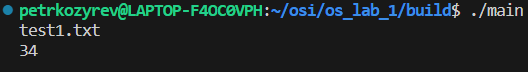 petrkozyrev@LAPTOP-F4OC0VPH:~/osi/os_lab_1/build$ ./main
test1.txt
34